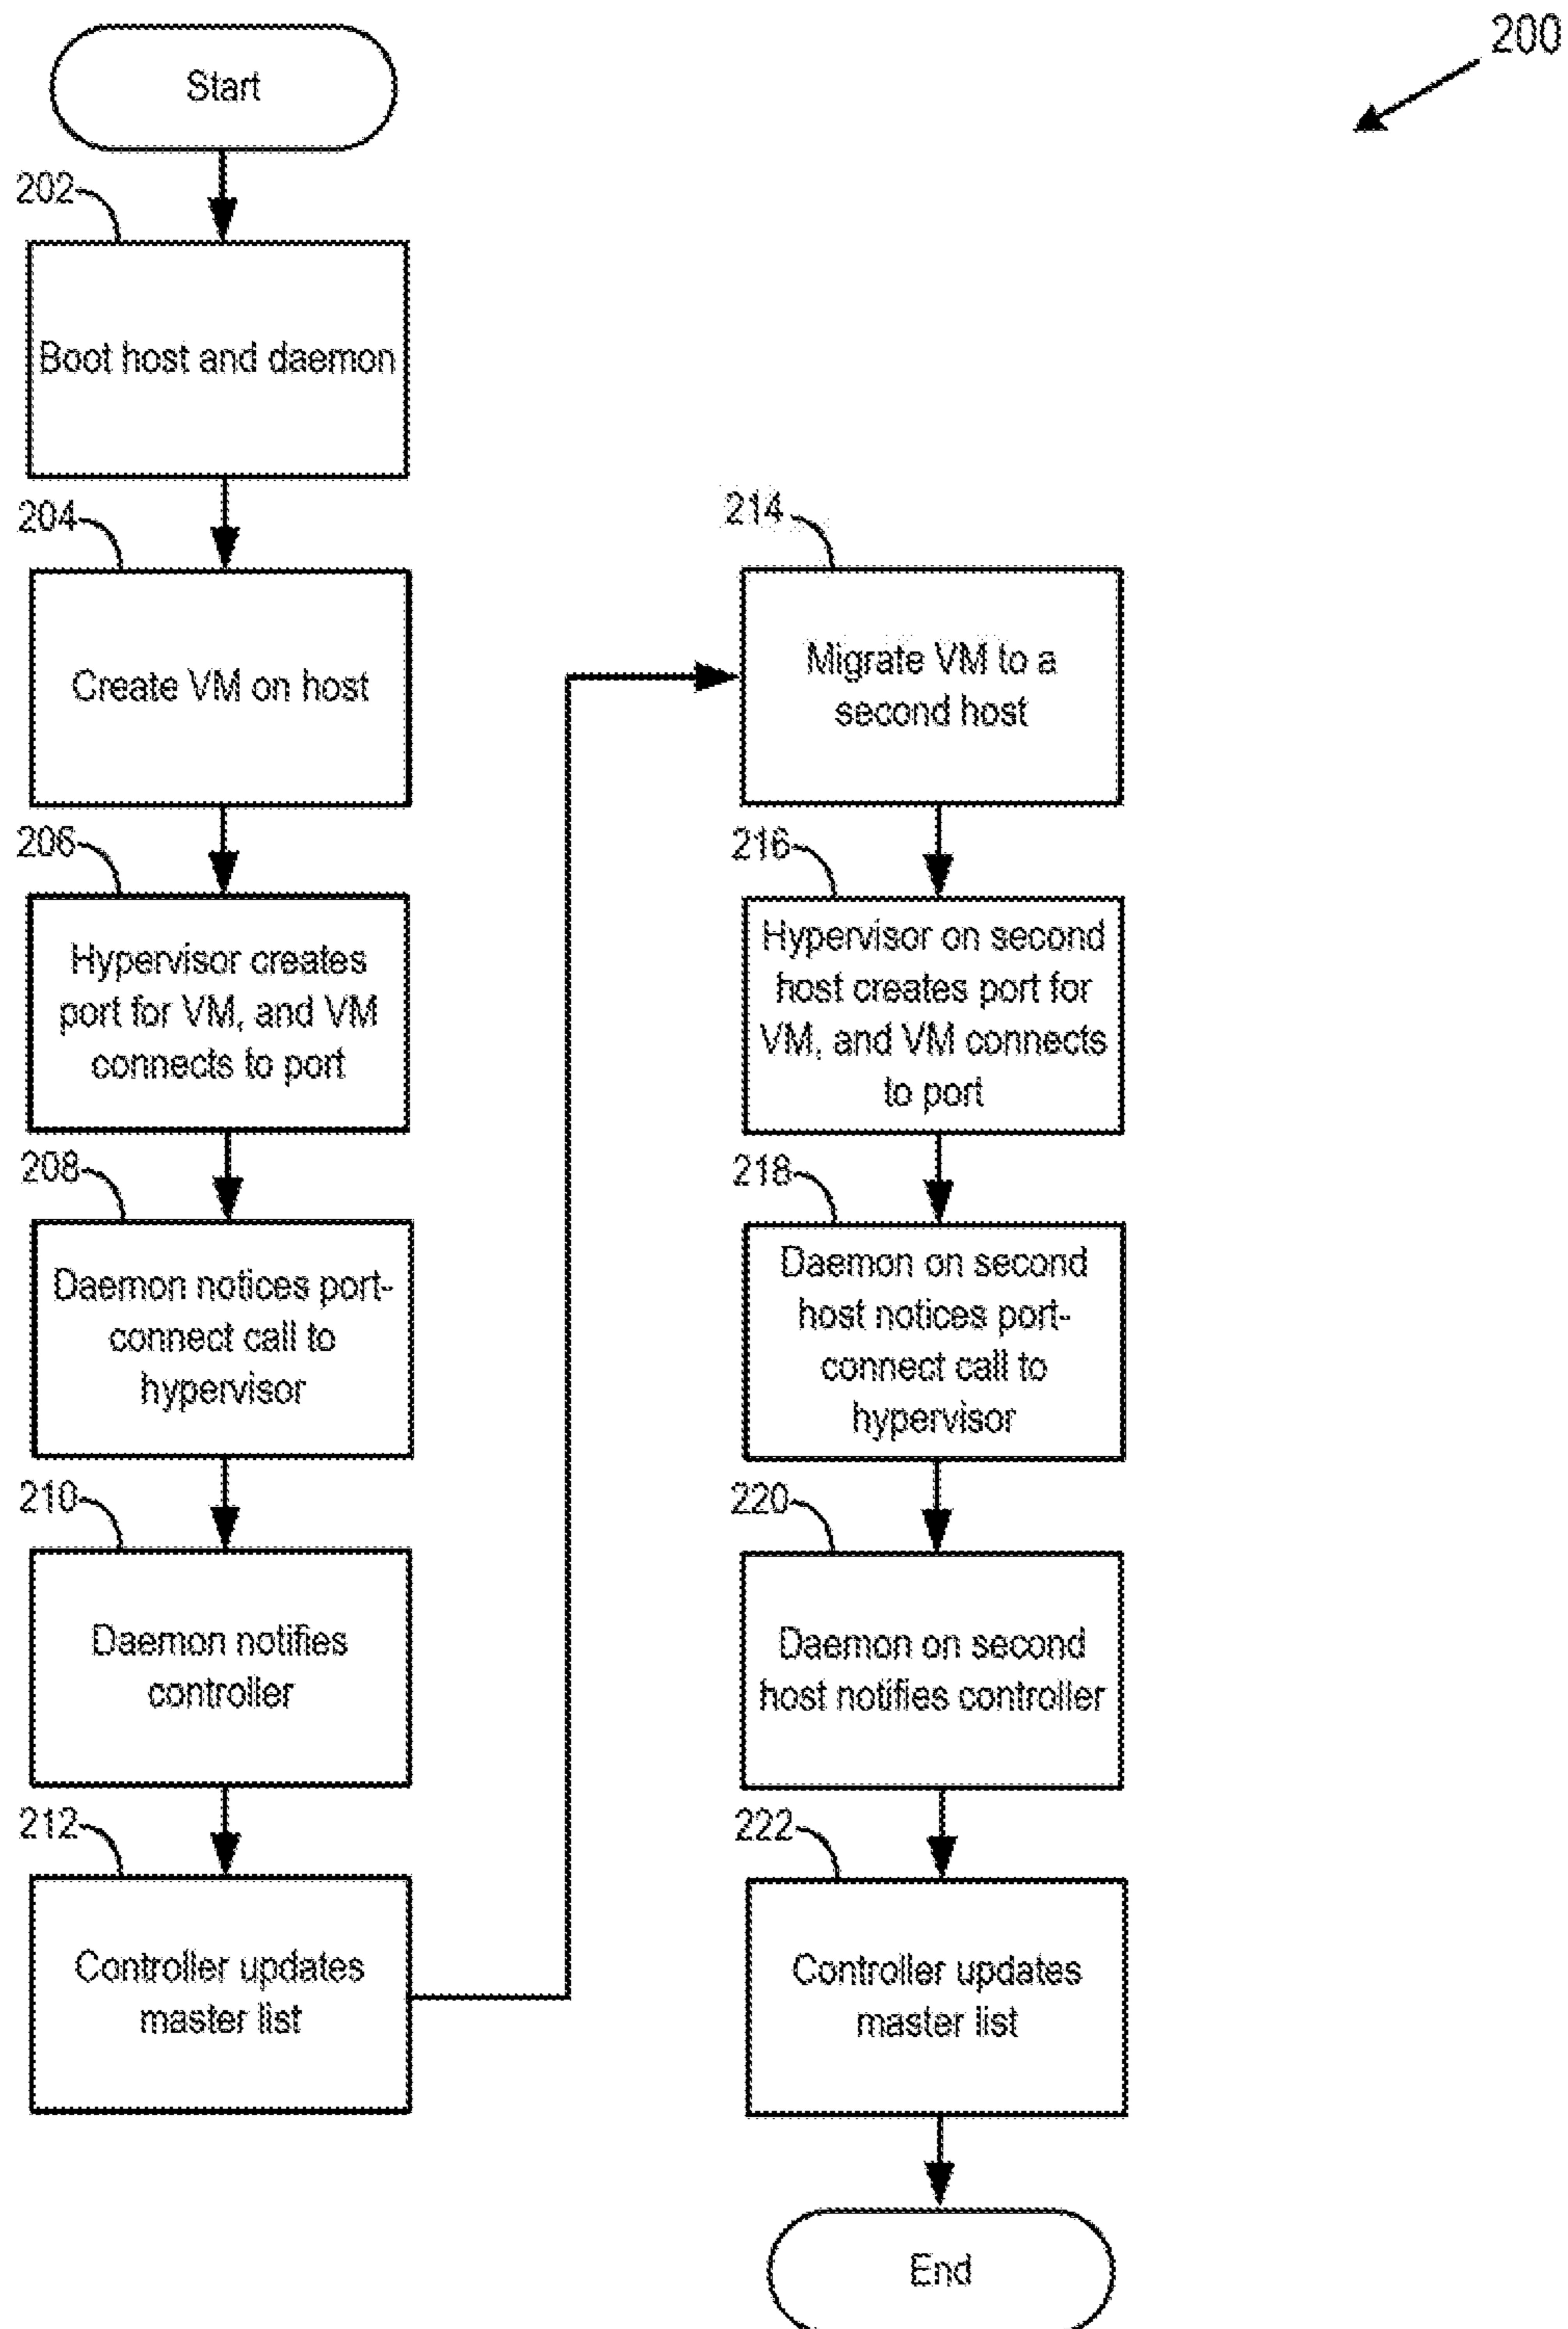 200
Start
202
Boot host and daemon
204
Create VM on host
206
Hypervisor creates
port for VM, and VM
connects to port
208
Daemon notices port-
connect call to
hypervisor
210
Daemon notifies
controller
212
Controller updates
master list
214
Migrate VM to a
second host
216
Hypervisor on second
host creates port for
VM, and VM connects
to port
218
Daemon on second
host notices port-
connect call to
hypervisor
220
Daemon on second
host notifies controller
222
Controller updates
master list
End